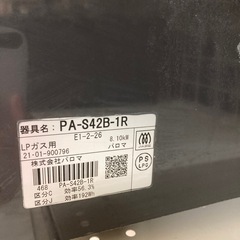 器具名: PA-S42B-1R
E1-2-26 8.10kW
LPガス用 パロマ
21-01-900796
株式会社パロマ
PS
LPG
468 PA-S42B-1R
区分C 効率56.3%
区分J 効率192Wh